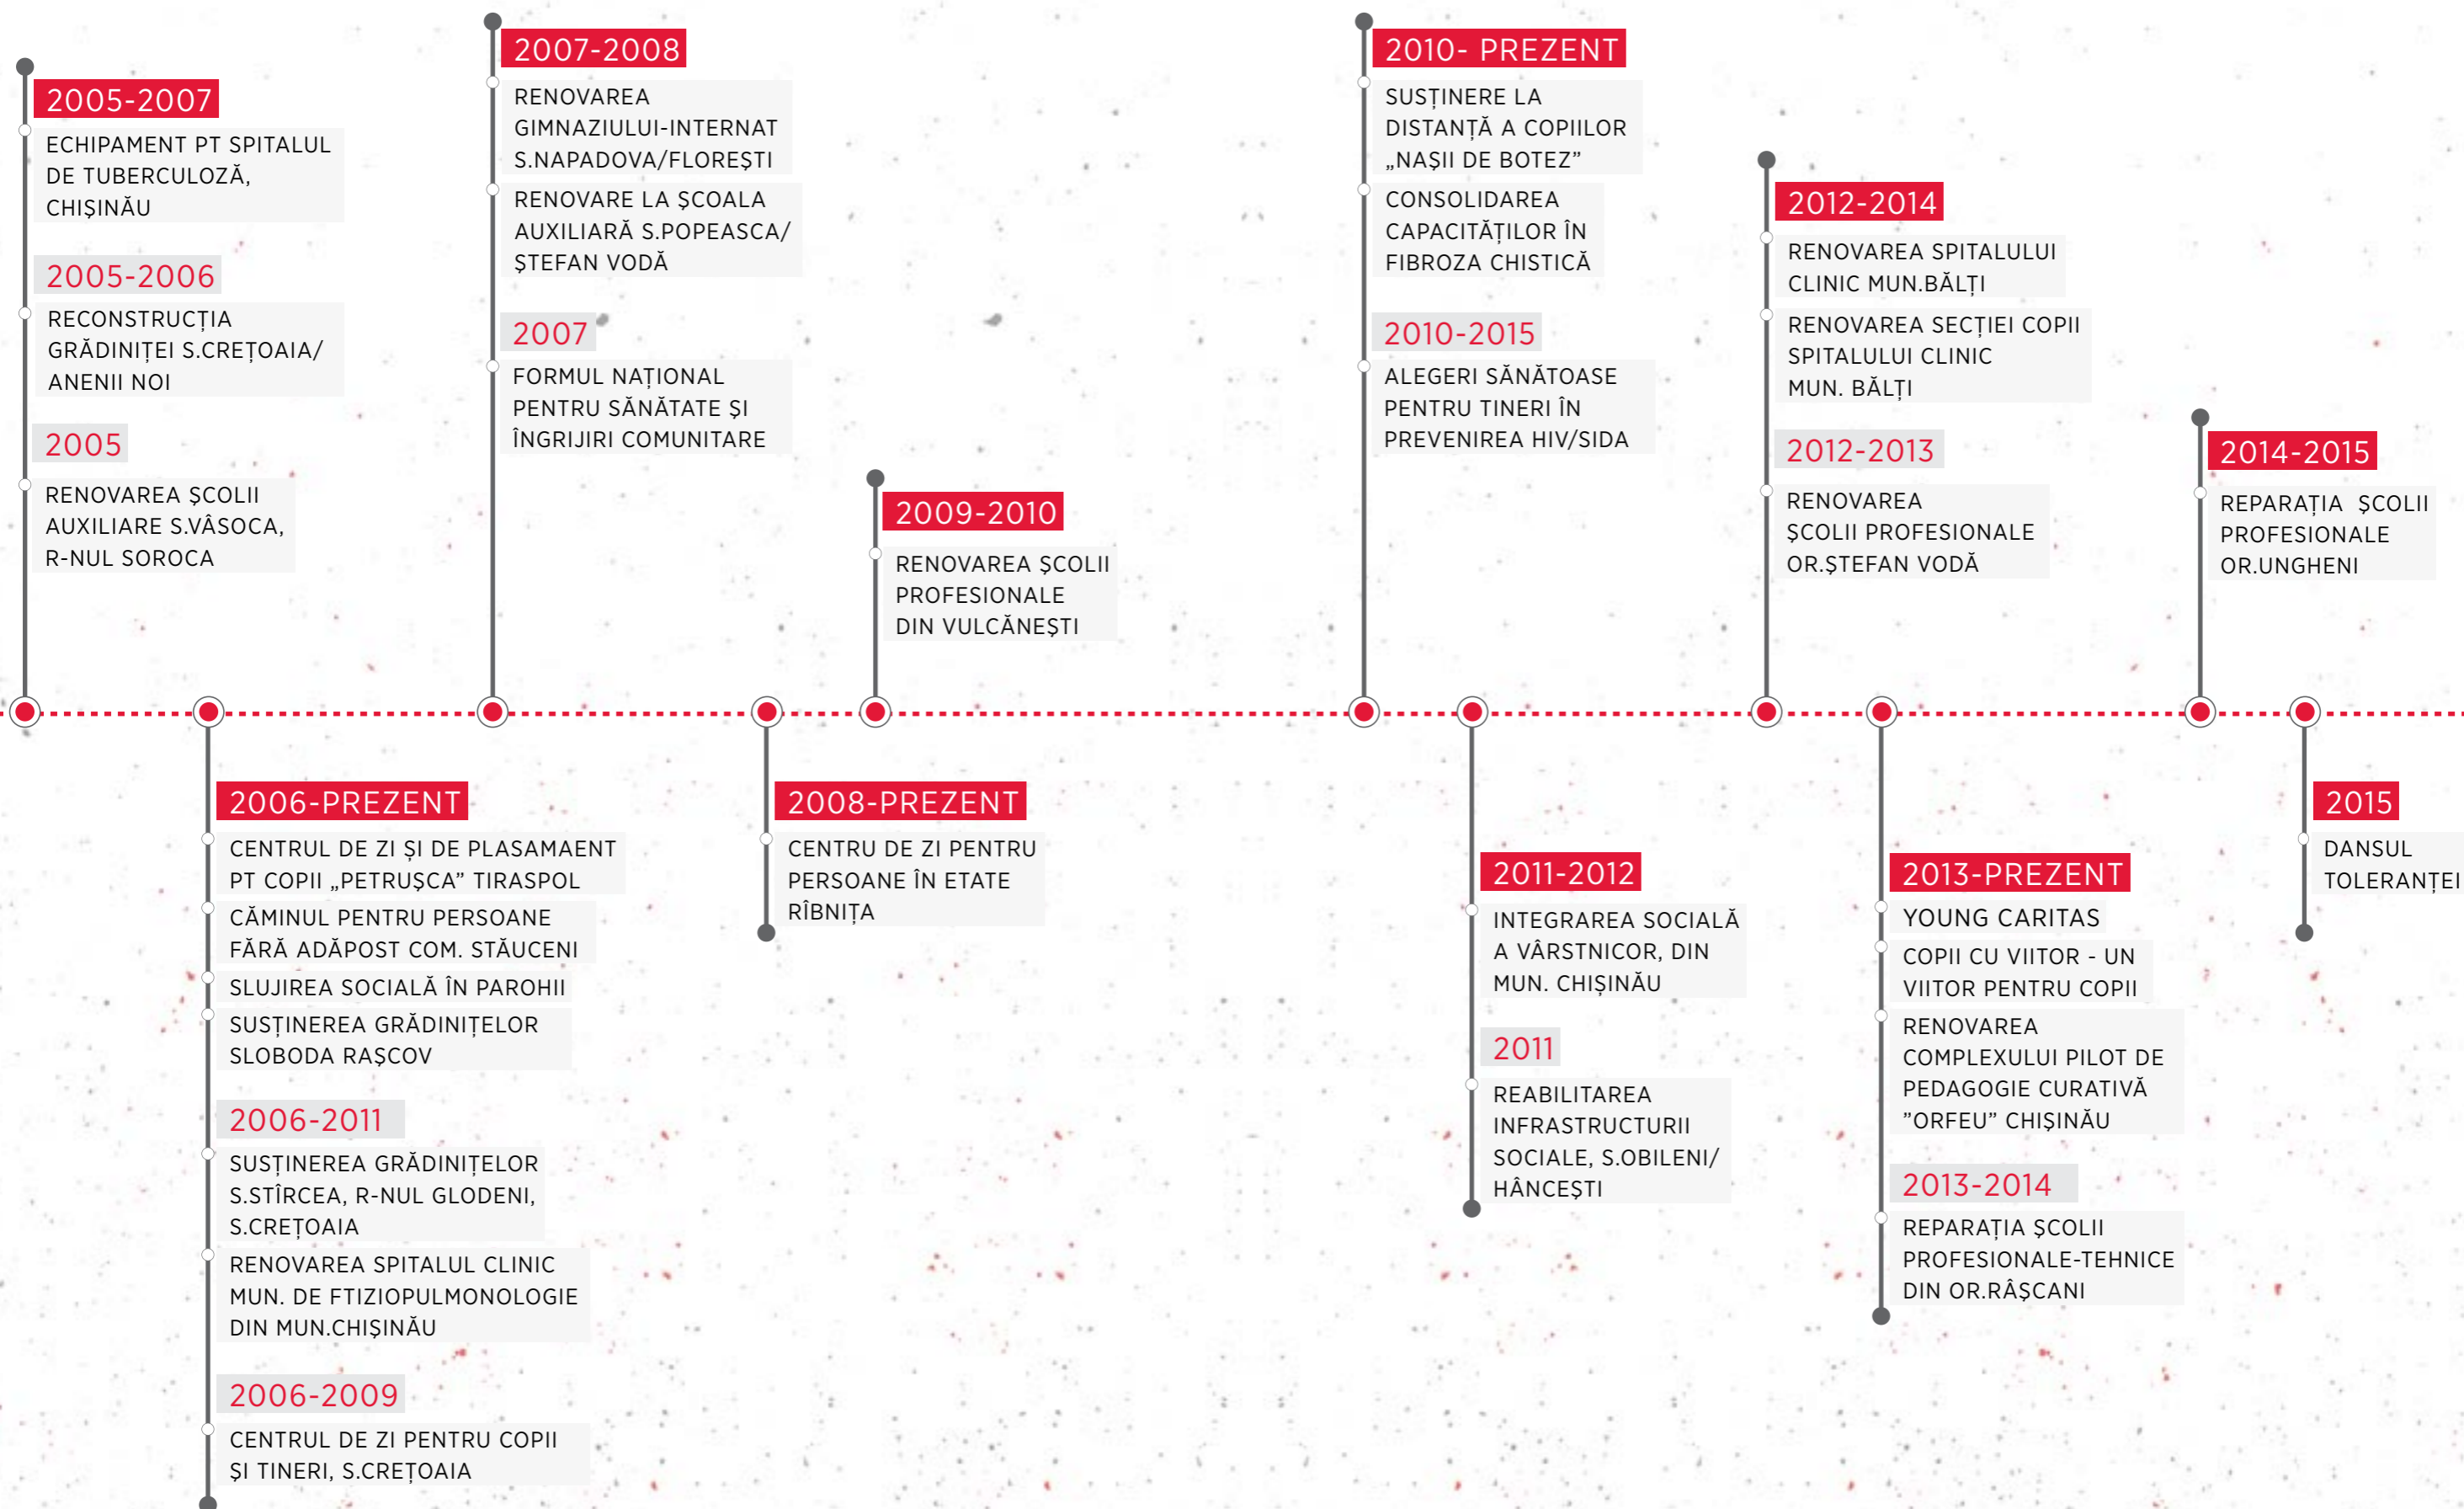 2005-2007
ECHIPAMENT PT SPITALUL
DE TUBERCULOZĂ,
CHIȘINĂU
2005-2006
RECONSTRUCȚIA
GRĂDINIȚEI S.CREȚOAIA/
ANENII NOI
2005
RENOVAREA ȘCOLII
AUXILIARE S.VÂSOCA,
R-NUL SOROCA
2006-PREZENT
CENTRUL DE ZI ȘI DE PLASAMAENT
PT COPII „PETRUȘCA” TIRASPOL
CĂMINUL PENTRU PERSOANE
FĂRĂ ADĂPOST COM. STĂUCENI
SLUJIREA SOCIALĂ ÎN PAROHII
SUSȚINEREA GRĂDINIȚELOR
SLOBODA RAȘCOV
2006-2011
SUSȚINEREA GRĂDINIȚELOR
S.STÎRCEA, R-NUL GLODENI,
S.CREȚOAIA
RENOVAREA SPITALUL CLINIC
MUN. DE FTIZIOPULMONOLOGIE
DIN MUN.CHIȘINĂU
2006-2009
CENTRUL DE ZI PENTRU COPII
ȘI TINERI, S.CREȚOAIA
2007-2008
RENOVAREA
GIMNAZIULUI-INTERNAT
S.NAPADOVA/FLOREȘTI
RENOVARE LA ȘCOALA
AUXILIARĂ S.POPEASCA/
ȘTEFAN VODĂ
2007
FORMUL NAȚIONAL
PENTRU SĂNĂTATE ȘI
ÎNGRIJIRI COMUNITARE
2008-PREZENT
CENTRU DE ZI PENTRU
PERSOANE ÎN ETATE
RÎBNIȚA
2009-2010
RENOVAREA ȘCOLII
PROFESIONALE
DIN VULCĂNEȘTI
2010- PREZENT
SUSȚINERE LA
DISTANȚĂ A COPIILOR
„NAȘII DE BOTEZ”
CONSOLIDAREA
CAPACITĂȚILOR ÎN
FIBROZA CHISTICĂ
2010-2015
ALEGERI SĂNĂTOASE
PENTRU TINERI ÎN
PREVENIREA HIV/SIDA
2011-2012
INTEGRAREA SOCIALĂ
A VÂRSTNICOR, DIN
MUN. CHIȘINĂU
2011
REABILITAREA
INFRASTRUCTURII
SOCIALE, S.OBILENI/
HÂNCEȘTI
2012-2014
RENOVAREA SPITALULUI
CLINIC MUN.BĂLȚI
RENOVAREA SECȚIEI COPII
SPITALULUI CLINIC
MUN. BĂLȚI
2012-2013
RENOVAREA
ȘCOLII PROFESIONALE
OR.ȘTEFAN VODĂ
2013-PREZENT
YOUNG CARITAS
COPII CU VIITOR - UN
VIITOR PENTRU COPII
RENOVAREA
COMPLEXULUI PILOT DE
PEDAGOGIE CURATIVĂ
”ORFEU” CHIȘINĂU
2013-2014
REPARAȚIA ȘCOLII
PROFESIONALE-TEHNICE
DIN OR.RÂȘCANI
2014-2015
REPARAȚIA ȘCOLII
PROFESIONALE
OR.UNGHENI
2015
DANSUL
TOLERANȚEI